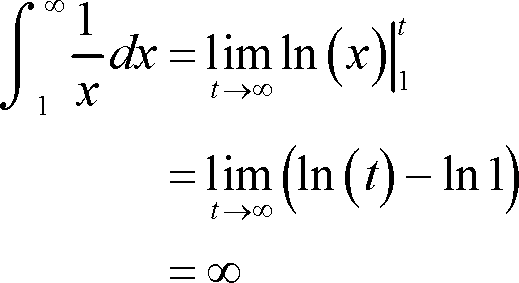 ∫₁^∞ 1/x dx = lim_{t→∞} ln(x)|₁^t
= lim_{t→∞} (ln(t) − ln 1)
= ∞